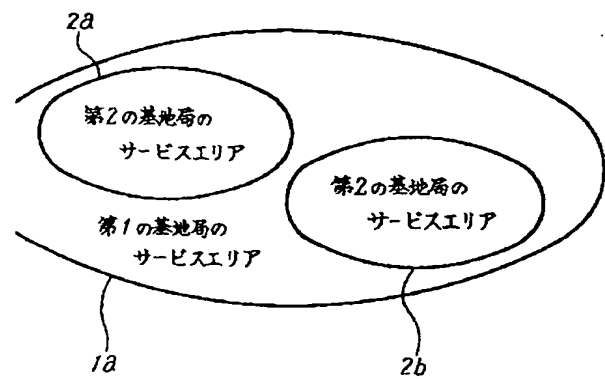 2a
第2の基地局の
サービスエリア
第2の基地局の
サービスエリア
第1の基地局の
サービスエリア
1a
2b